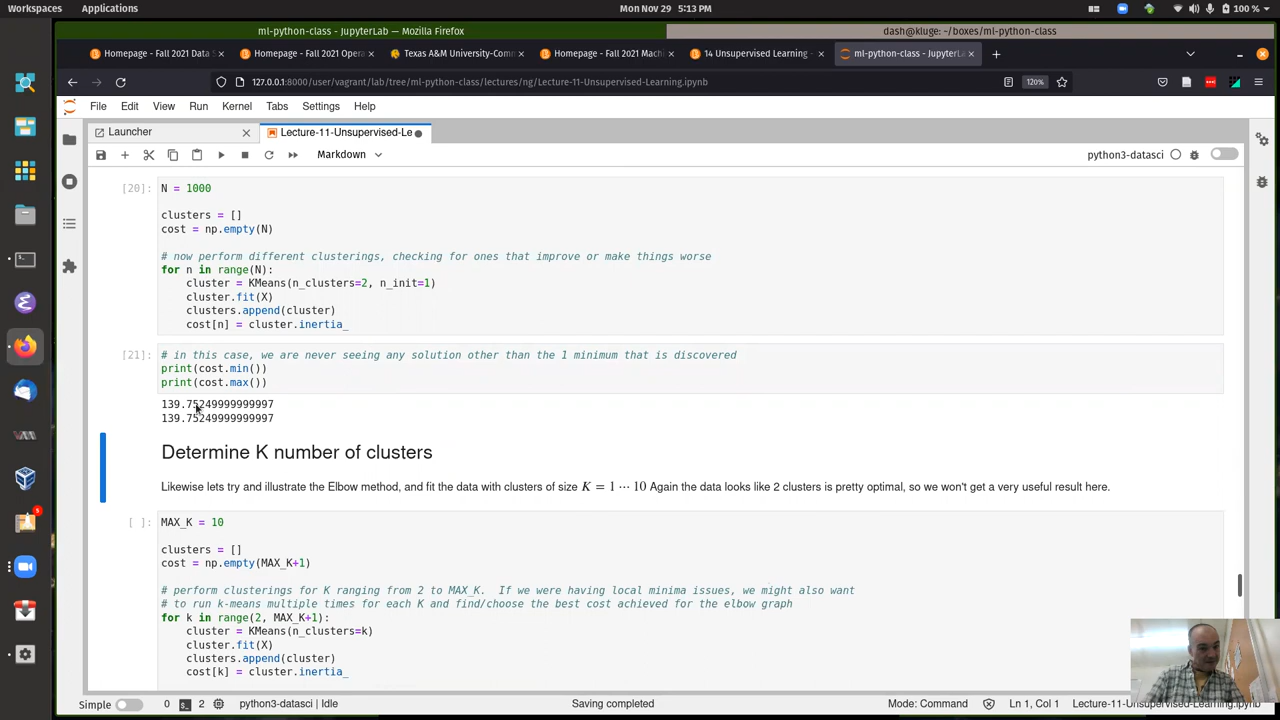 Workspaces
Applications
Mon Nov 29 5:13 PM
100 %
ml-python-class - JupyterLab — Mozilla Firefox
dash@kluge: ~/boxes/ml-python-class
Homepage - Fall 2021 Data S
Homepage - Fall 2021 Opera
Texas A&M University-Comm
Homepage - Fall 2021 Machi
14 Unsupervised Learning -
ml-python-class - JupyterLa
127.0.0.1:8000/user/vagrant/lab/tree/ml-python-class/lectures/ng/Lecture-11-Unsupervised-Learning.ipynb
120%
File Edit View Run Kernel Tabs Settings Help
Launcher
Lecture-11-Unsupervised-Le
Markdown
python3-datasci
[20]: N = 1000
clusters = []
cost = np.empty(N)
# now perform different clusterings, checking for ones that improve or make things worse
for n in range(N):
cluster = KMeans(n_clusters=2, n_init=1)
cluster.fit(X)
clusters.append(cluster)
cost[n] = cluster.inertia_
[21]: # in this case, we are never seeing any solution other than the 1 minimum that is discovered
print(cost.min())
print(cost.max())
139.75249999999997
139.75249999999997
Determine K number of clusters
Likewise lets try and illustrate the Elbow method, and fit the data with clusters of size K = 1 ⋯ 10 Again the data looks like 2 clusters is pretty optimal, so we won't get a very useful result here.
[ ]: MAX_K = 10
clusters = []
cost = np.empty(MAX_K+1)
# perform clusterings for K ranging from 2 to MAX_K. If we were having local minima issues, we might also want
# to run k-means multiple times for each K and find/choose the best cost achieved for the elbow graph
for k in range(2, MAX_K+1):
cluster = KMeans(n_clusters=k)
cluster.fit(X)
clusters.append(cluster)
cost[k] = cluster.inertia_
5
Simple
0
2
python3-datasci | Idle
Saving completed
Mode: Command
Ln 1, Col 1
Lecture-11-Unsupervised-Learning.ipynb